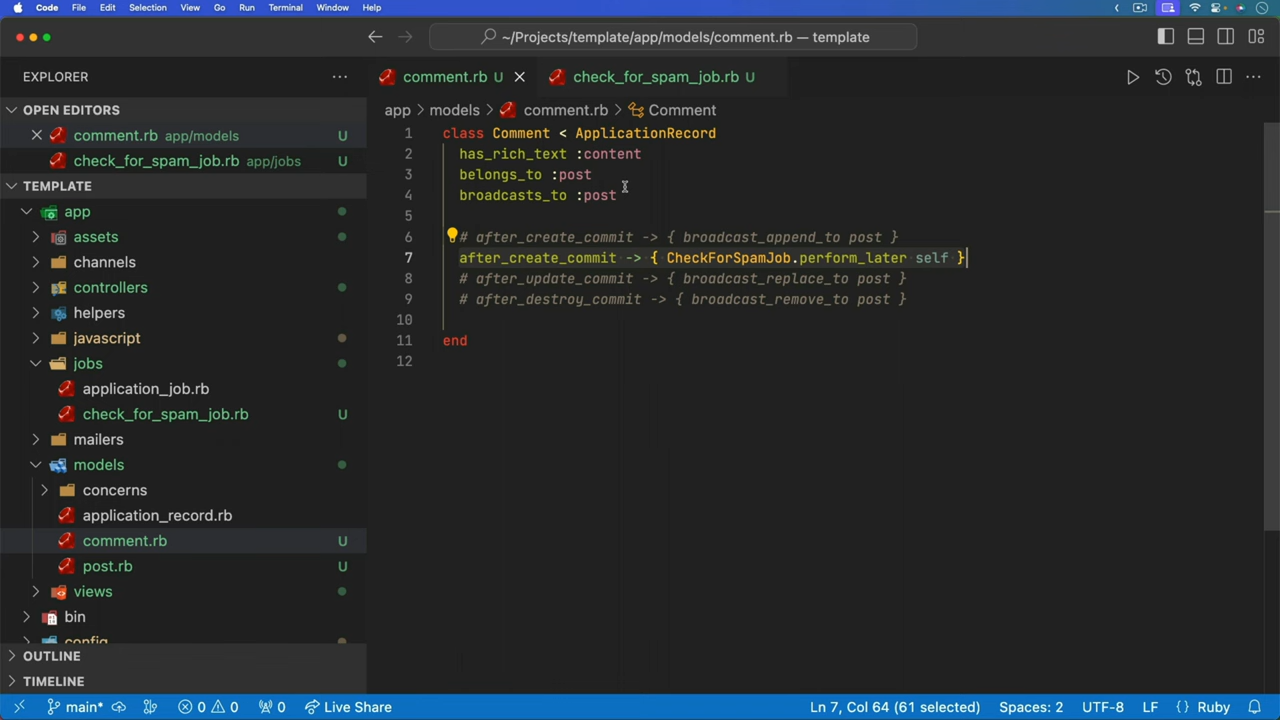 Code File Edit Selection View Go Run Terminal Window Help
~/Projects/template/app/models/comment.rb — template
EXPLORER
OPEN EDITORS
comment.rb app/models U
check_for_spam_job.rb app/jobs U
TEMPLATE
app
assets
channels
controllers
helpers
javascript
jobs
application_job.rb
check_for_spam_job.rb U
mailers
models
concerns
application_record.rb
comment.rb U
post.rb U
views
bin
config
OUTLINE
TIMELINE
comment.rb U
check_for_spam_job.rb U
app > models > comment.rb > Comment
1 class Comment < ApplicationRecord
2 has_rich_text :content
3 belongs_to :post
4 broadcasts_to :post
5
6 # after_create_commit -> { broadcast_append_to post }
7 after_create_commit -> { CheckForSpamJob.perform_later self }
8 # after_update_commit -> { broadcast_replace_to post }
9 # after_destroy_commit -> { broadcast_remove_to post }
10
11 end
12
main* 0 0 0 Live Share Ln 7, Col 64 (61 selected) Spaces: 2 UTF-8 LF {} Ruby